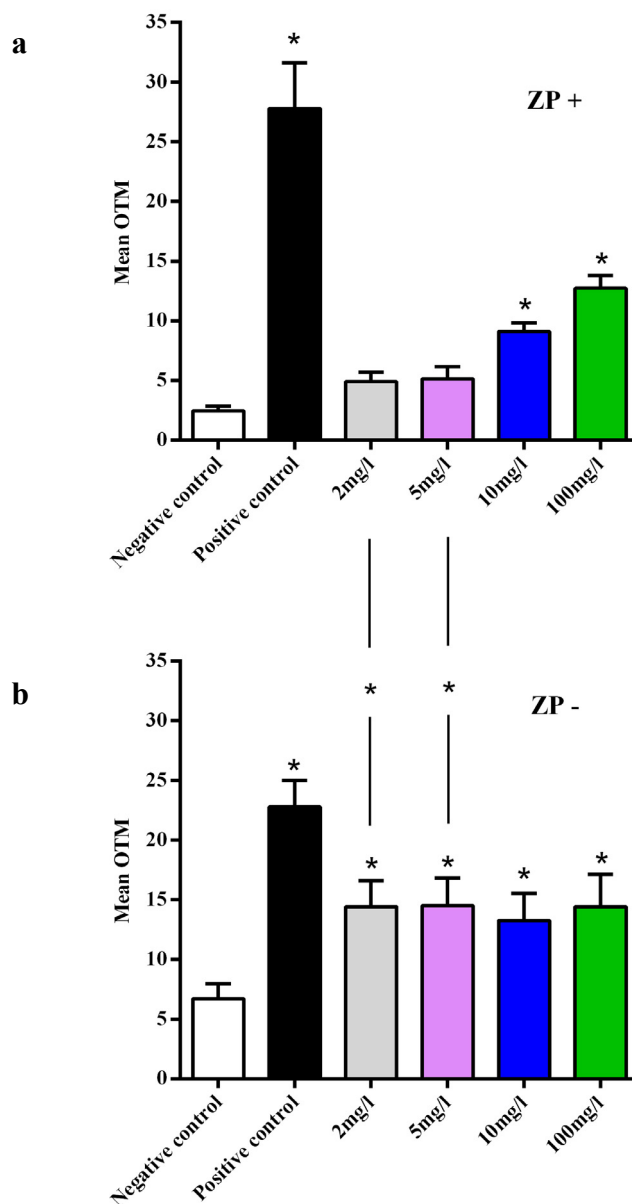 a
35
*
30
ZP +
25
20
Mean OTM
15
*
*
10
5
0
Negative control
Positive control
2mg/l
5mg/l
10mg/l
100mg/l
b
35
*
*
30
ZP -
25
*
20
Mean OTM
15
*
*
*
*
10
5
0
Negative control
Positive control
2mg/l
5mg/l
10mg/l
100mg/l